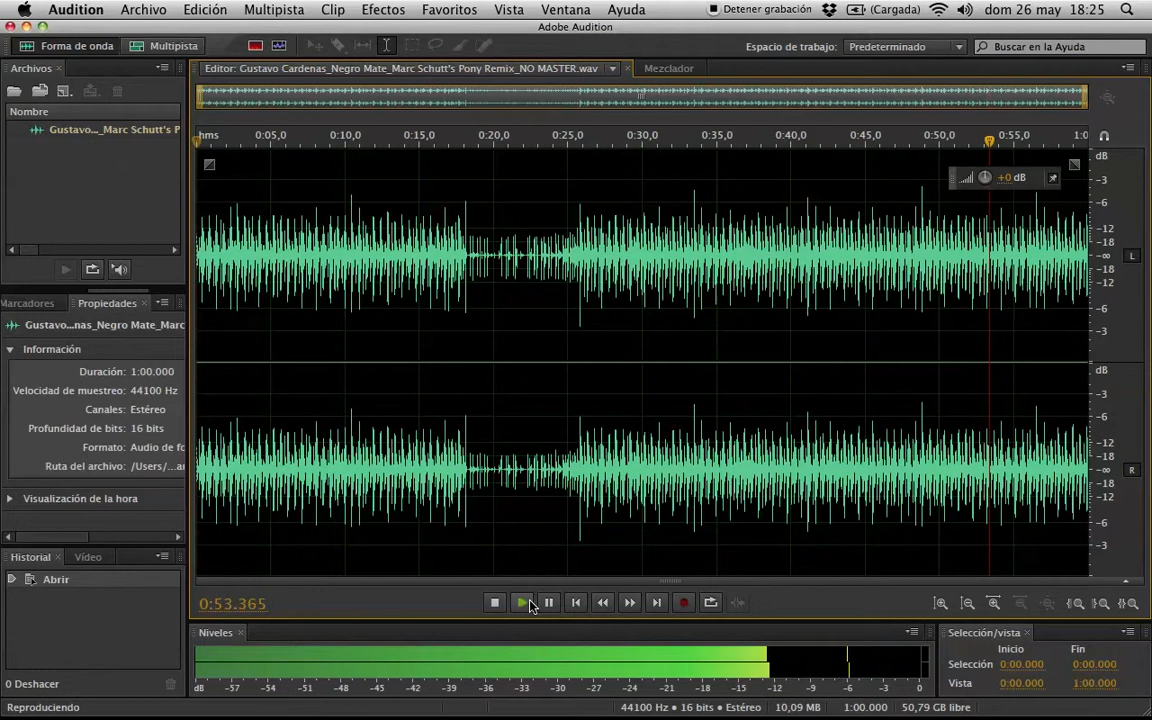 Audition Archivo Edición Multipista Clip Efectos Favoritos Vista Ventana Ayuda Detener grabación (Cargada) dom 26 may 18:25
Adobe Audition
Forma de onda Multipista Espacio de trabajo: Predeterminado Buscar en la Ayuda
Archivos Editor: Gustavo Cardenas_Negro Mate_Marc Schutt's Pony Remix_NO MASTER.wav Mezclador
Nombre
Gustavo..._Marc Schutt's P
hms 0:05,0 0:10,0 0:15,0 0:20,0 0:25,0 0:30,0 0:35,0 0:40,0 0:45,0 0:50,0 0:55,0 1:0
dB
+0 dB
-3
-6
-12
-18
-∞ L
-18
-12
-6
-3
dB
-3
-6
-12
-18
-∞ R
-18
-12
-6
-3
Marcadores Propiedades
Gustavo...nas_Negro Mate_Marc
Información
Duración: 1:00.000
Velocidad de muestreo: 44100 Hz
Canales: Estéreo
Profundidad de bits: 16 bits
Formato: Audio de fo
Ruta del archivo: /Users/...ar
Visualización de la hora
Historial Vídeo
Abrir
0:53.365
Niveles
dB -57 -54 -51 -48 -45 -42 -39 -36 -33 -30 -27 -24 -21 -18 -15 -12 -9 -6 -3 0
Selección/vista
Inicio Fin
Selección 0:00.000 0:00.000
Vista 0:00.000 1:00.000
0 Deshacer
Reproduciendo 44100 Hz • 16 bits • Estéreo 10,09 MB 1:00.000 50,79 GB libre